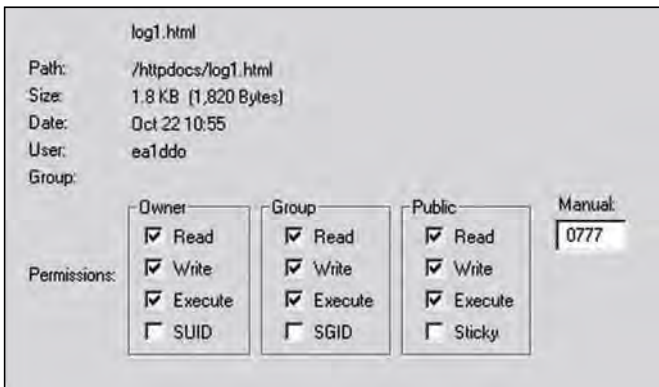 log1.html
Path: /httpdocs/log1.html
Size: 1.8 KB (1,820 Bytes)
Date: Oct 22 10:55
User: ea1ddo
Group:
Owner Group Public Manual:
Read Read Read 0777
Permissions: Write Write Write
Execute Execute Execute
SUID SGID Sticky